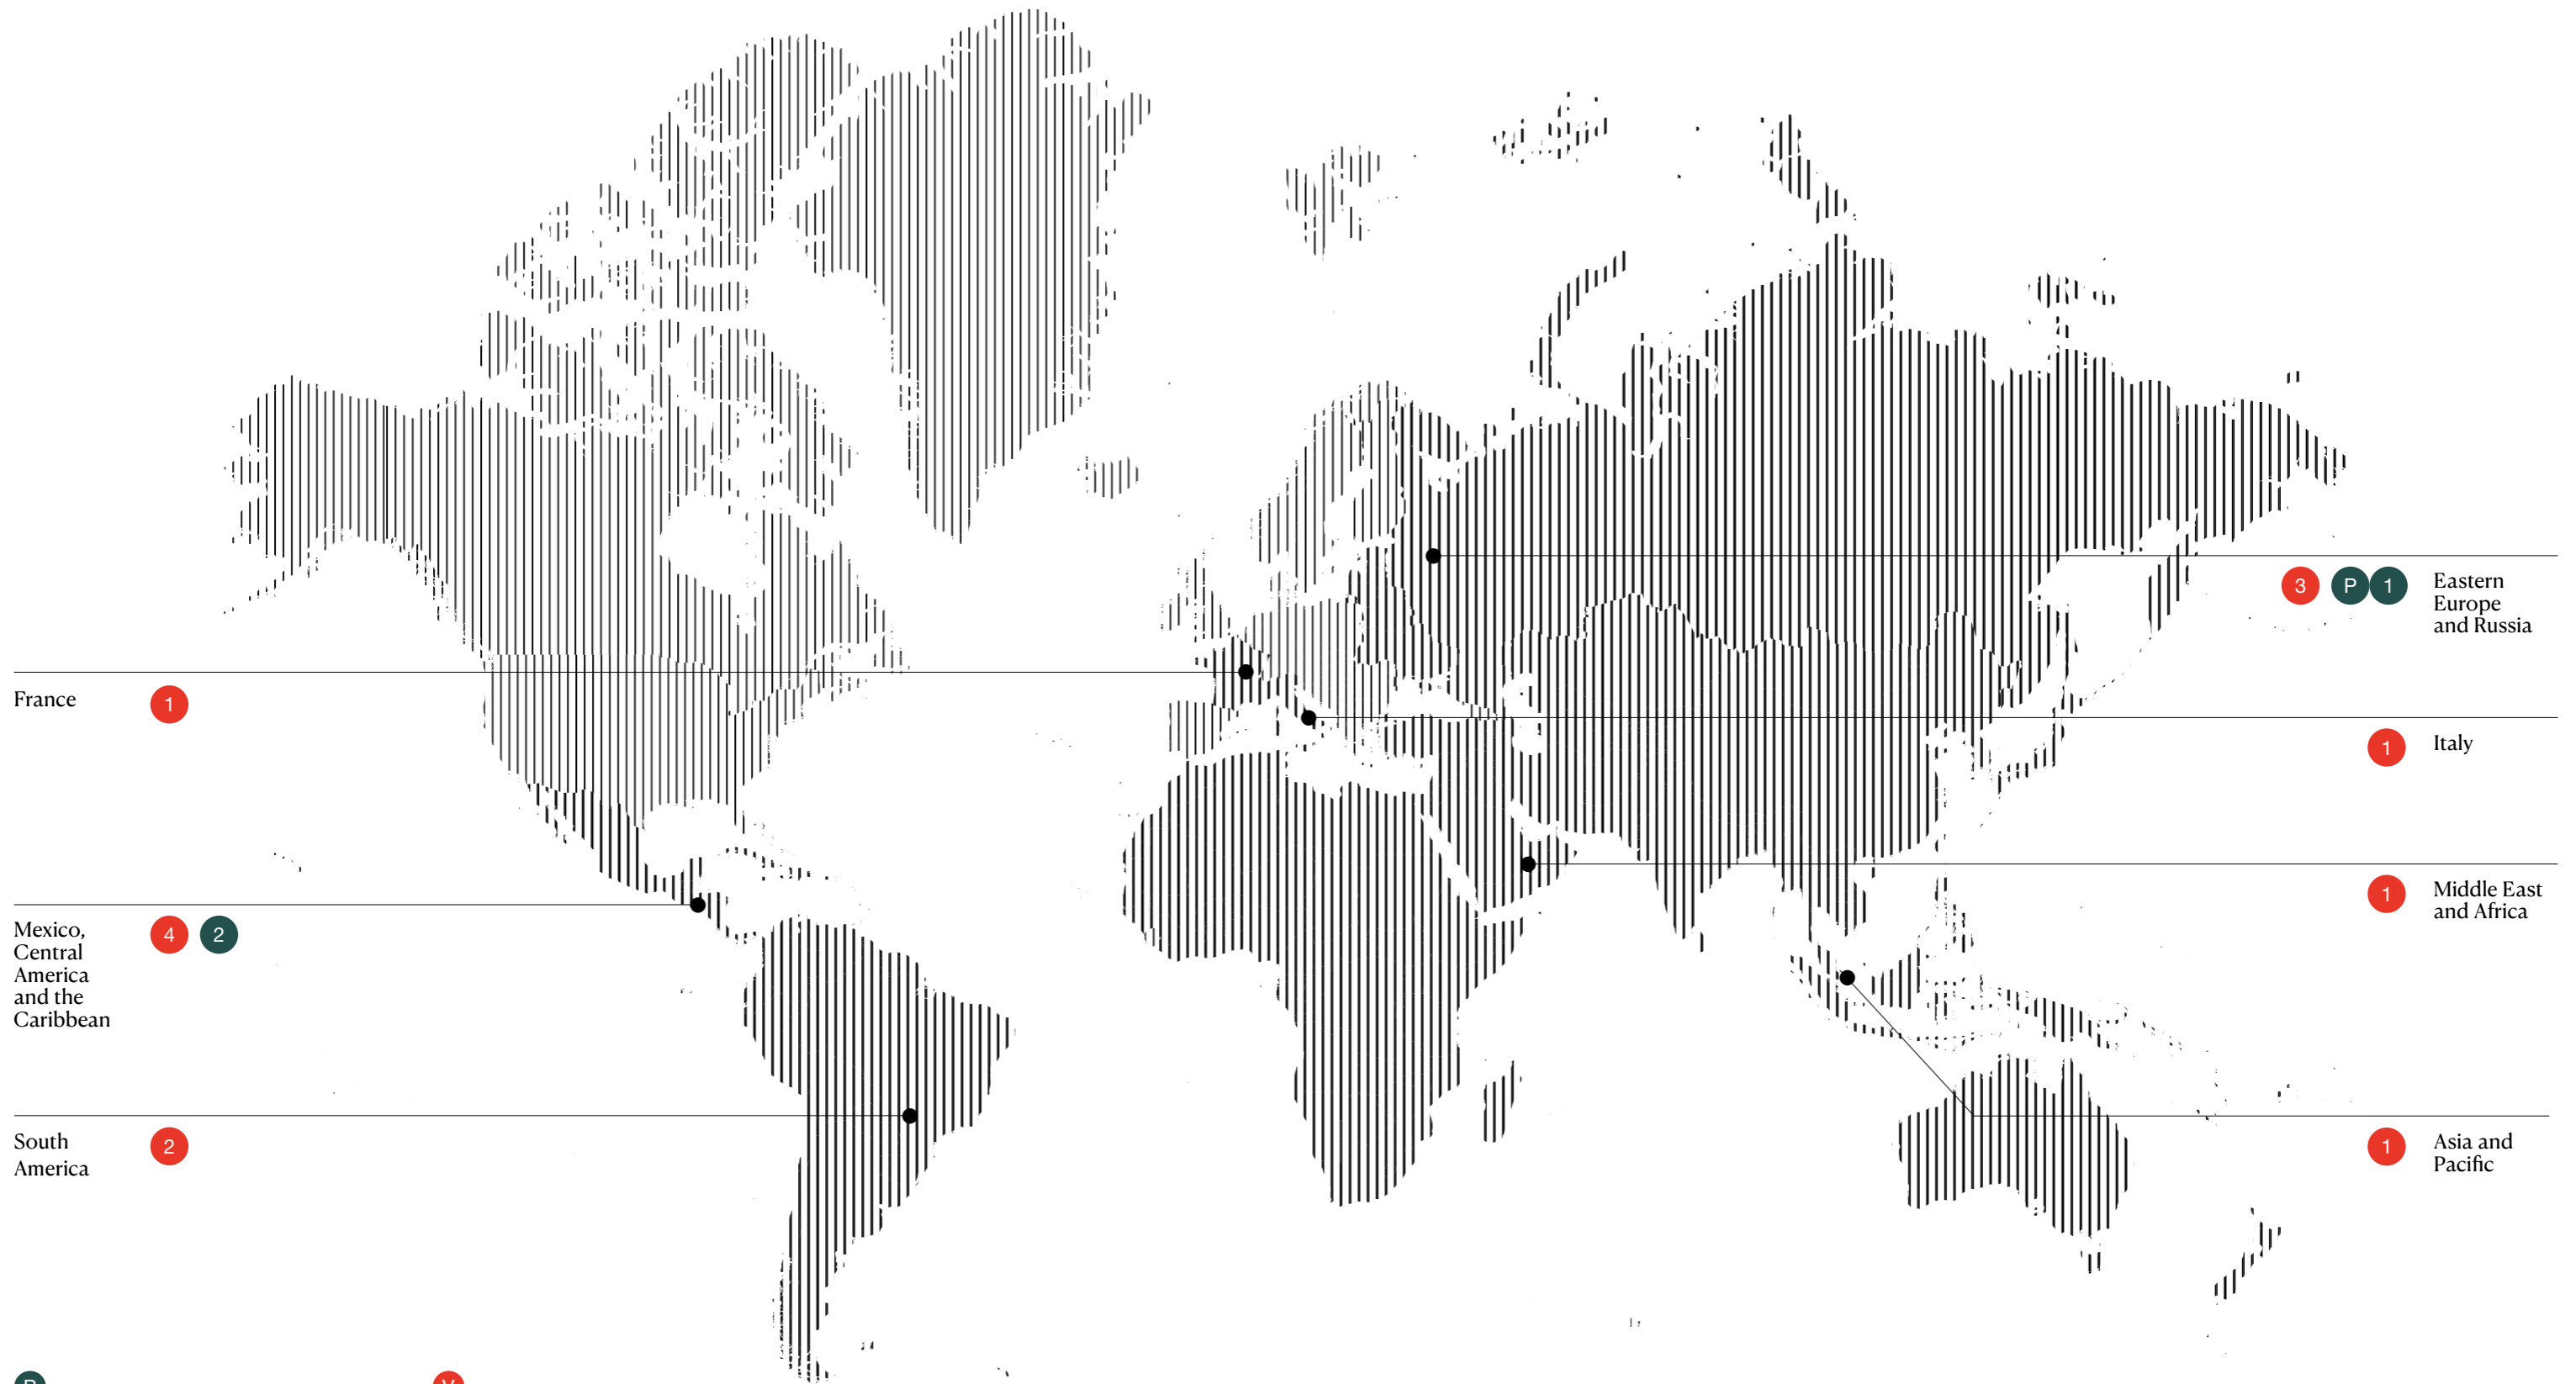 3 P 1 Eastern
Europe
and Russia
France 1
1 Italy
1 Middle East
and Africa
Mexico, 4 2
Central
America
and the
Caribbean
South 2
America
1 Asia and
Pacific